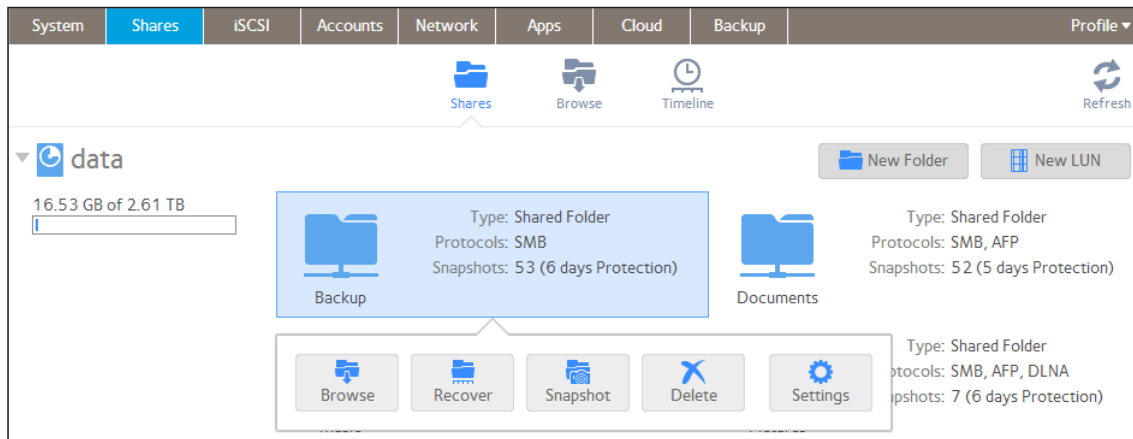 System Shares iSCSI Accounts Network Apps Cloud Backup Profile
Shares Browse Timeline Refresh
data New Folder New LUN
16.53 GB of 2.61 TB
Type: Shared Folder
Protocols: SMB
Snapshots: 53 (6 days Protection)
Backup
Type: Shared Folder
Protocols: SMB, AFP
Snapshots: 52 (5 days Protection)
Documents
Browse Recover Snapshot Delete Settings
Type: Shared Folder
otocols: SMB, AFP, DLNA
pshots: 7 (6 days Protection)